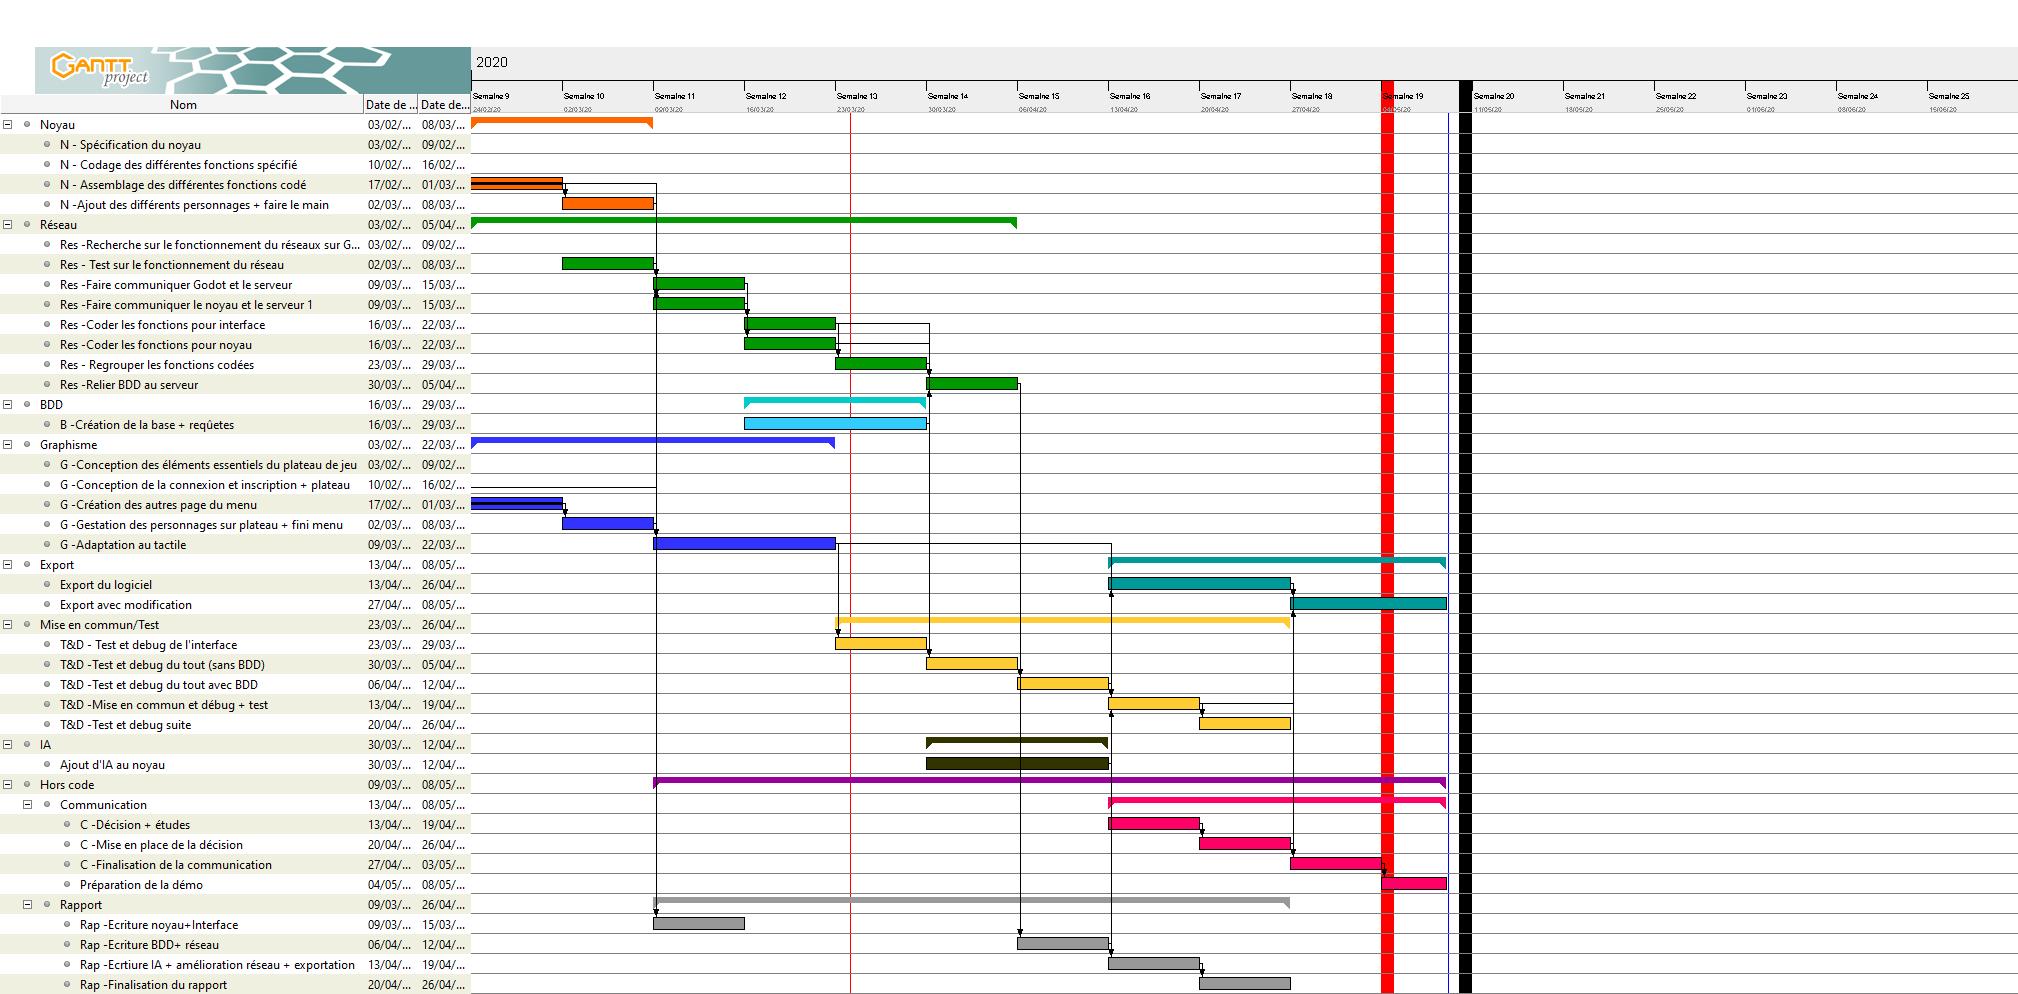 GANTT
project
2020
Semaine 9 Semaine 10 Semaine 11 Semaine 12 Semaine 13 Semaine 14 Semaine 15 Semaine 16 Semaine 17 Semaine 18 Semaine 19 Semaine 20 Semaine 21 Semaine 22 Semaine 23 Semaine 24 Semaine 25
Nom Date de ... Date de...
24/02/20 02/03/20 09/03/20 16/03/20 23/03/20 30/03/20 06/04/20 13/04/20 20/04/20 27/04/20 04/05/20 11/05/20 18/05/20 25/05/20 01/06/20 08/06/20 15/06/20
Noyau 03/02/... 08/03/...
N - Spécification du noyau 03/02/... 09/02/...
N - Codage des différentes fonctions spécifié 10/02/... 16/02/...
N - Assemblage des différentes fonctions codé 17/02/... 01/03/...
N -Ajout des différents personnages + faire le main 02/03/... 08/03/...
Réseau 03/02/... 05/04/...
Res -Recherche sur le fonctionnement du réseaux sur G... 03/02/... 09/02/...
Res - Test sur le fonctionnement du réseau 02/03/... 08/03/...
Res -Faire communiquer Godot et le serveur 09/03/... 15/03/...
Res -Faire communiquer le noyau et le serveur 1 09/03/... 15/03/...
Res -Coder les fonctions pour interface 16/03/... 22/03/...
Res -Coder les fonctions pour noyau 16/03/... 22/03/...
Res - Regrouper les fonctions codées 23/03/... 29/03/...
Res -Relier BDD au serveur 30/03/... 05/04/...
BDD 16/03/... 29/03/...
B -Création de la base + reqûetes 16/03/... 29/03/...
Graphisme 03/02/... 22/03/...
G -Conception des éléments essentiels du plateau de jeu 03/02/... 09/02/...
G -Conception de la connexion et inscription + plateau 10/02/... 16/02/...
G -Création des autres page du menu 17/02/... 01/03/...
G -Gestation des personnages sur plateau + fini menu 02/03/... 08/03/...
G -Adaptation au tactile 09/03/... 22/03/...
Export 13/04/... 08/05/...
Export du logiciel 13/04/... 26/04/...
Export avec modification 27/04/... 08/05/...
Mise en commun/Test 23/03/... 26/04/...
T&D - Test et debug de l'interface 23/03/... 29/03/...
T&D -Test et debug du tout (sans BDD) 30/03/... 05/04/...
T&D -Test et debug du tout avec BDD 06/04/... 12/04/...
T&D -Mise en commun et débug + test 13/04/... 19/04/...
T&D -Test et debug suite 20/04/... 26/04/...
IA 30/03/... 12/04/...
Ajout d'IA au noyau 30/03/... 12/04/...
Hors code 09/03/... 08/05/...
Communication 13/04/... 08/05/...
C -Décision + études 13/04/... 19/04/...
C -Mise en place de la décision 20/04/... 26/04/...
C -Finalisation de la communication 27/04/... 03/05/...
Préparation de la démo 04/05/... 08/05/...
Rapport 09/03/... 26/04/...
Rap -Ecriture noyau+Interface 09/03/... 15/03/...
Rap -Ecriture BDD+ réseau 06/04/... 12/04/...
Rap -Ecrtiure IA + amélioration réseau + exportation 13/04/... 19/04/...
Rap -Finalisation du rapport 20/04/... 26/04/...